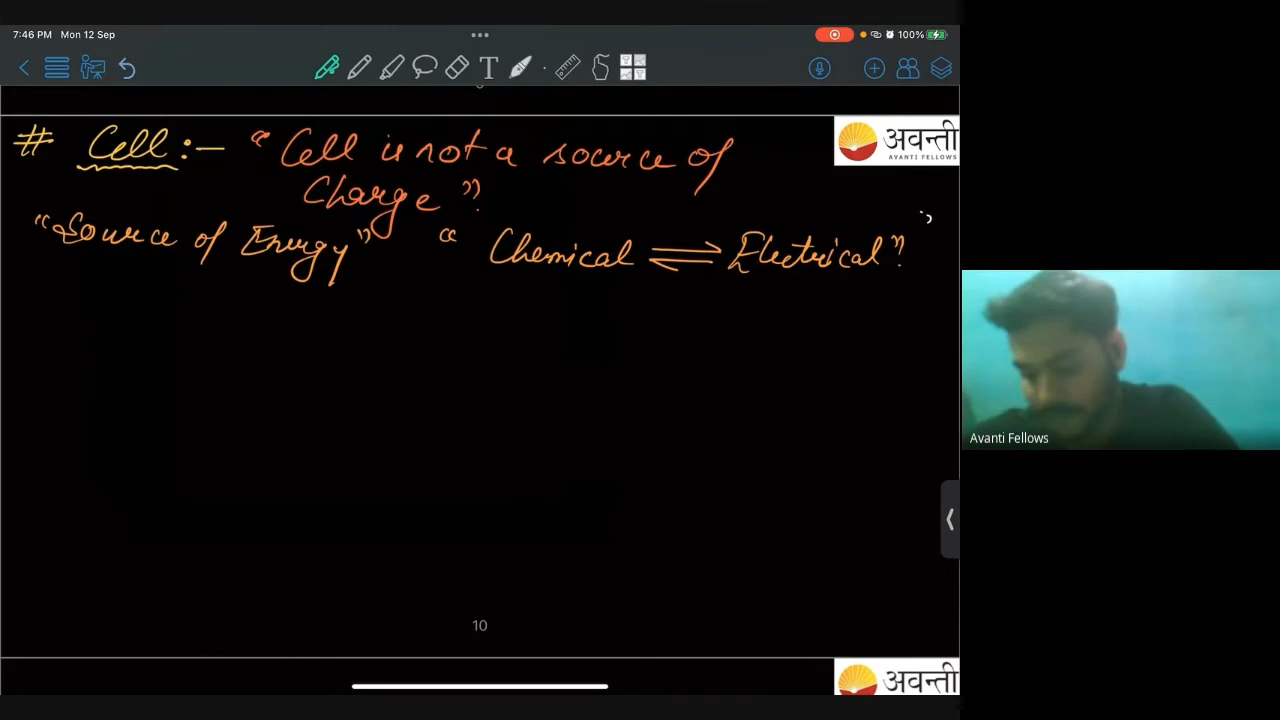 7:46 PM Mon 12 Sep
100%
T
# Cell :- " Cell is not a source of
Charge "
"Source of Energy" " Chemical ⇌ Electrical "
अवन्ती
AVANTI FELLOWS
Avanti Fellows
10
अवन्ती